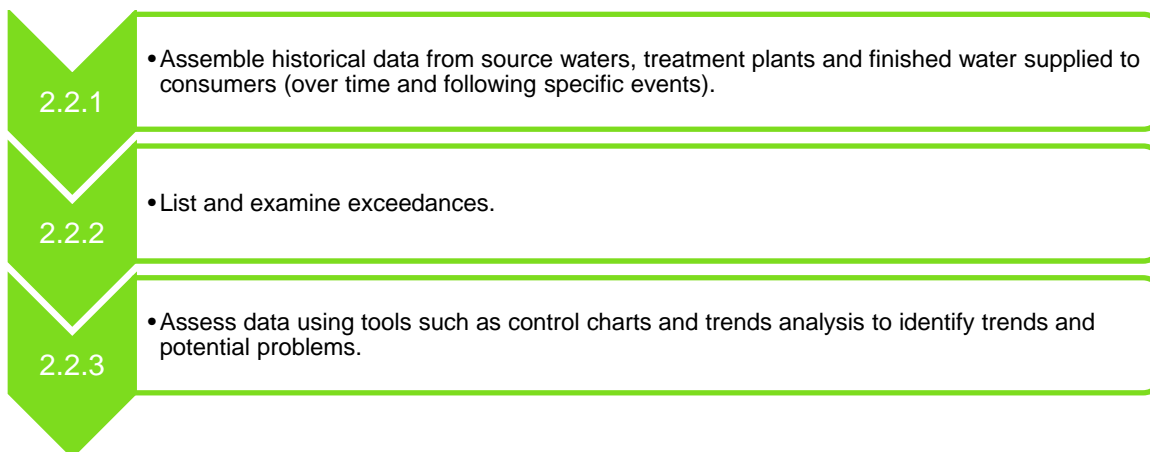 2.2.1
•Assemble historical data from source waters, treatment plants and finished water supplied to
consumers (over time and following specific events).
2.2.2
•List and examine exceedances.
2.2.3
•Assess data using tools such as control charts and trends analysis to identify trends and
potential problems.